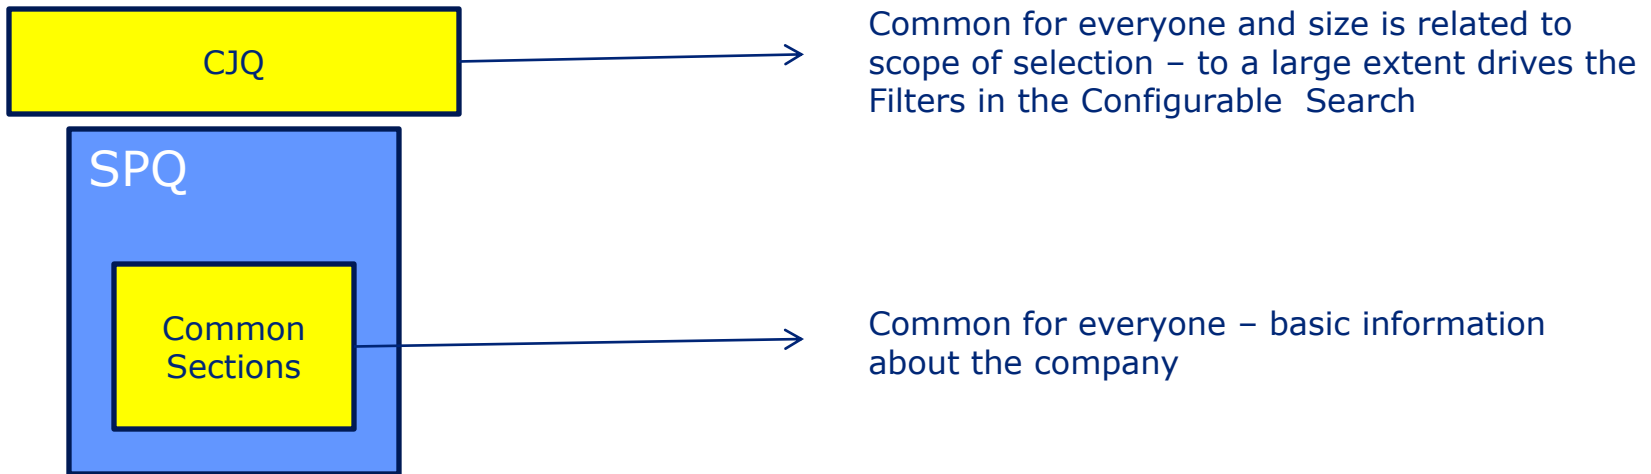 CJQ
Common for everyone and size is related to
scope of selection – to a large extent drives the
Filters in the Configurable  Search
SPQ
Common
Sections
Common for everyone – basic information
about the company